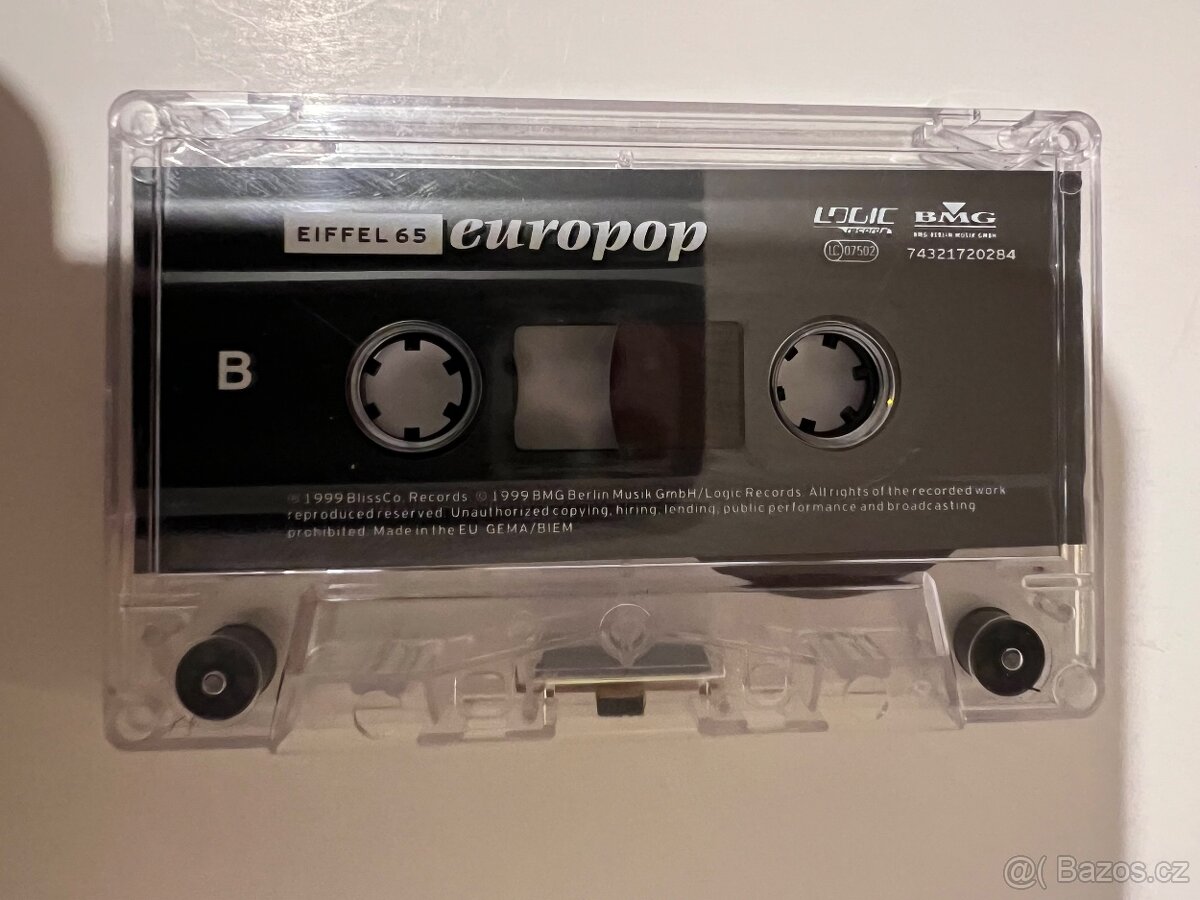 EIFFEL 65 europop
LOGIC records
BMG
BMG BERLIN MUSIK GMBH
LC 07502
74321720284
B
℗ 1999 BlissCo. Records. © 1999 BMG Berlin Musik GmbH/Logic Records. All rights of the recorded work
reproduced reserved. Unauthorized copying, hiring, lending, public performance and broadcasting
prohibited. Made in the EU GEMA/BIEM
@( Bazos.cz